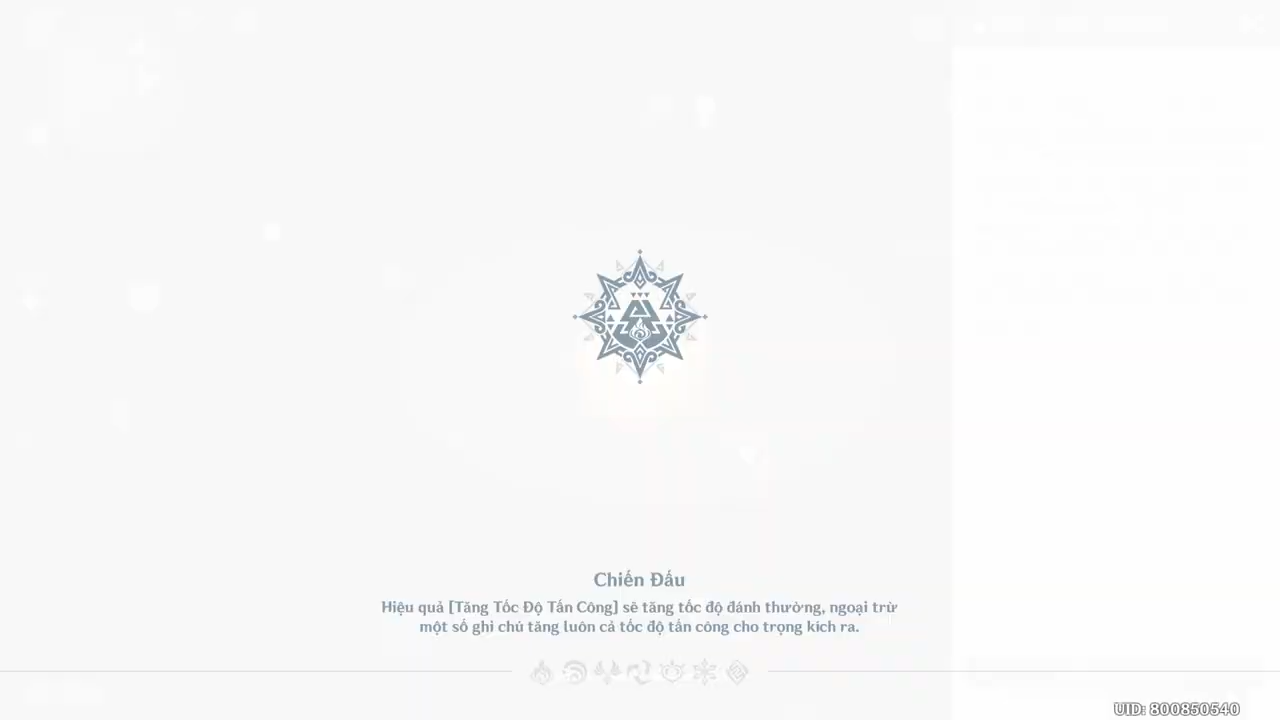 Chiến Đấu
Hiệu quả [Tăng Tốc Độ Tấn Công] sẽ tăng tốc độ đánh thường, ngoại trừ
một số ghi chú tăng luôn cả tốc độ tấn công cho trọng kích ra.
UID: 800850540